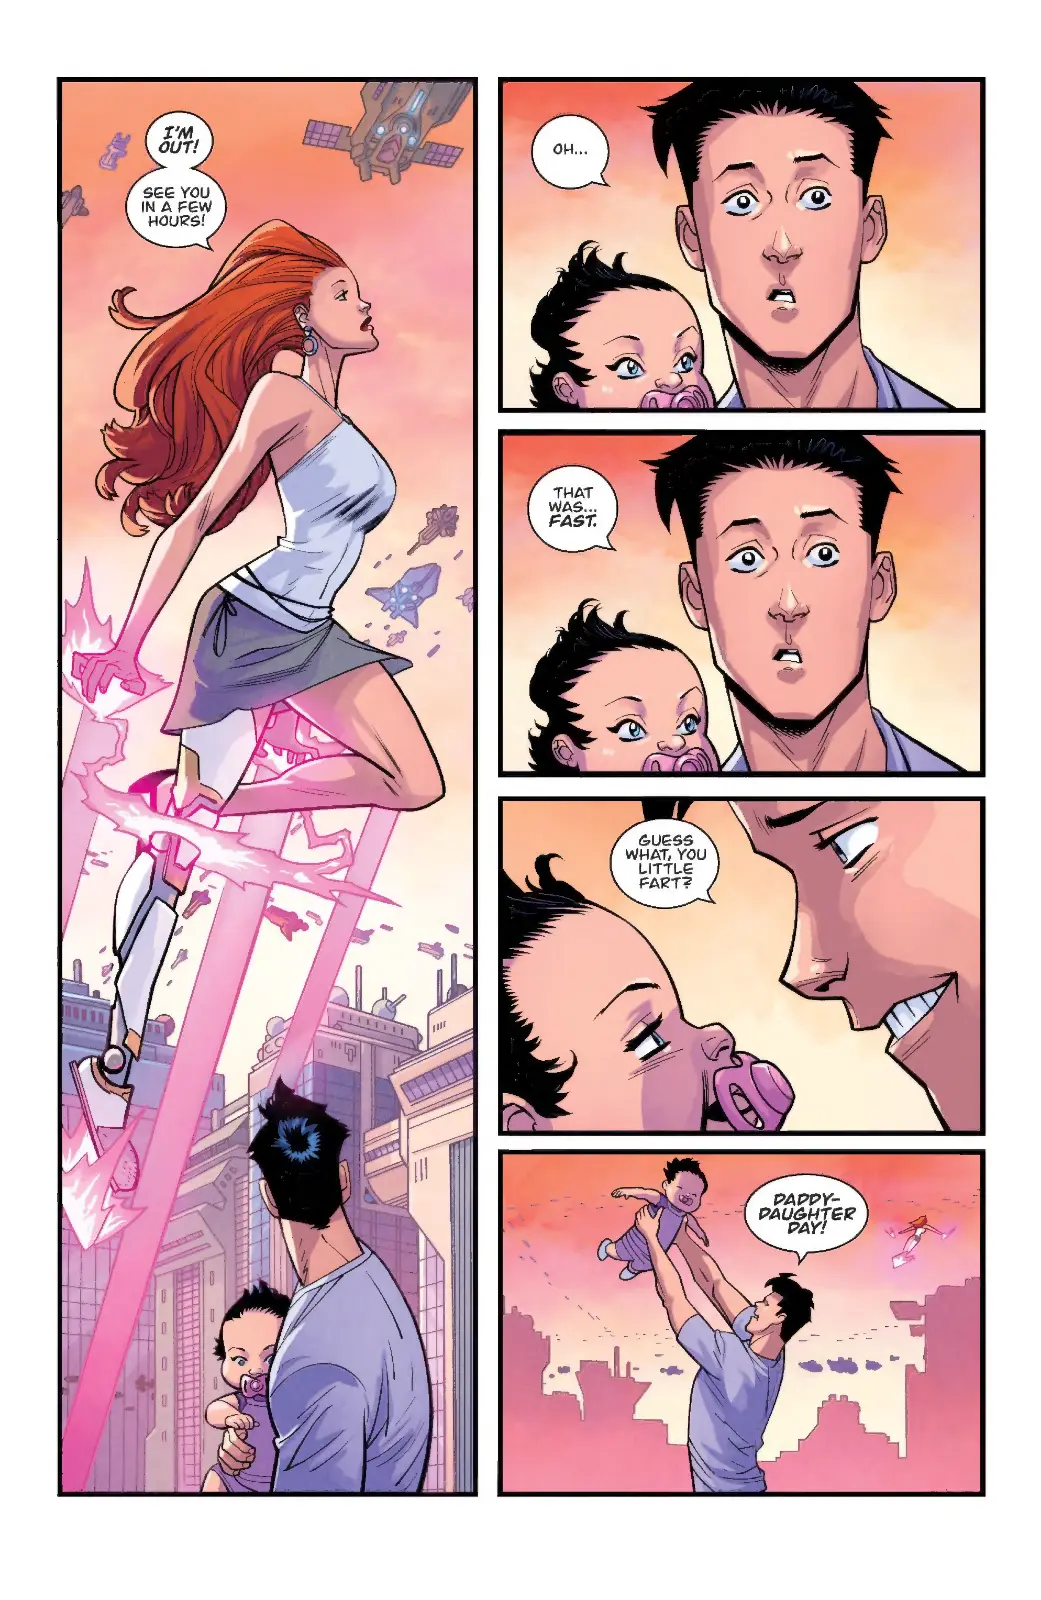 I'M
OUT!
SEE YOU
IN A FEW
HOURS!
OH...
THAT
WAS...
FAST.
GUESS
WHAT, YOU
LITTLE
FART?
DADDY-
DAUGHTER
DAY!